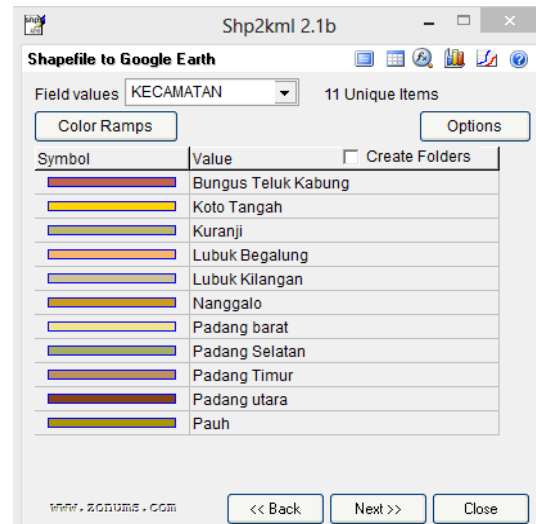 Shp2kml 2.1b
Shapefile to Google Earth
Field values KECAMATAN 11 Unique Items
Color Ramps Options
Symbol Value Create Folders
Bungus Teluk Kabung
Koto Tangah
Kuranji
Lubuk Begalung
Lubuk Kilangan
Nanggalo
Padang barat
Padang Selatan
Padang Timur
Padang utara
Pauh
www.zonums.com << Back Next >> Close